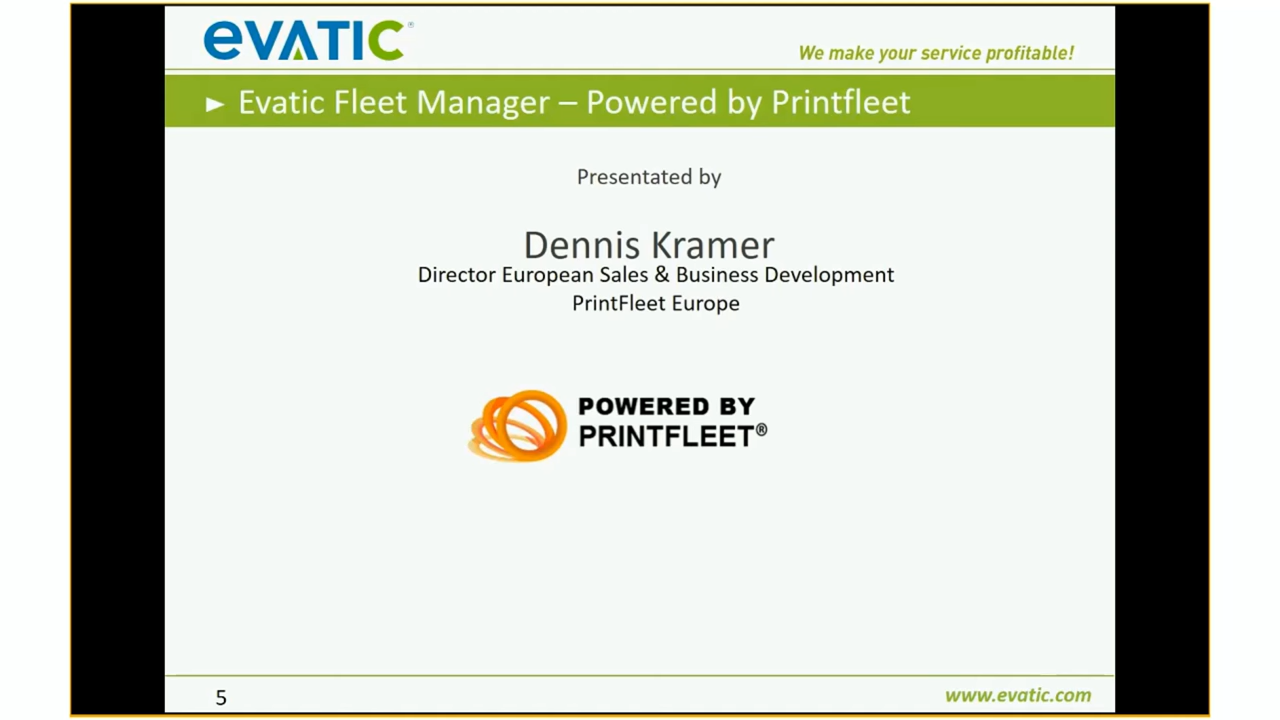 eVATIC®
We make your service profitable!
► Evatic Fleet Manager – Powered by Printfleet
Presentated by
Dennis Kramer
Director European Sales & Business Development
PrintFleet Europe
POWERED BY
PRINTFLEET®
5
www.evatic.com